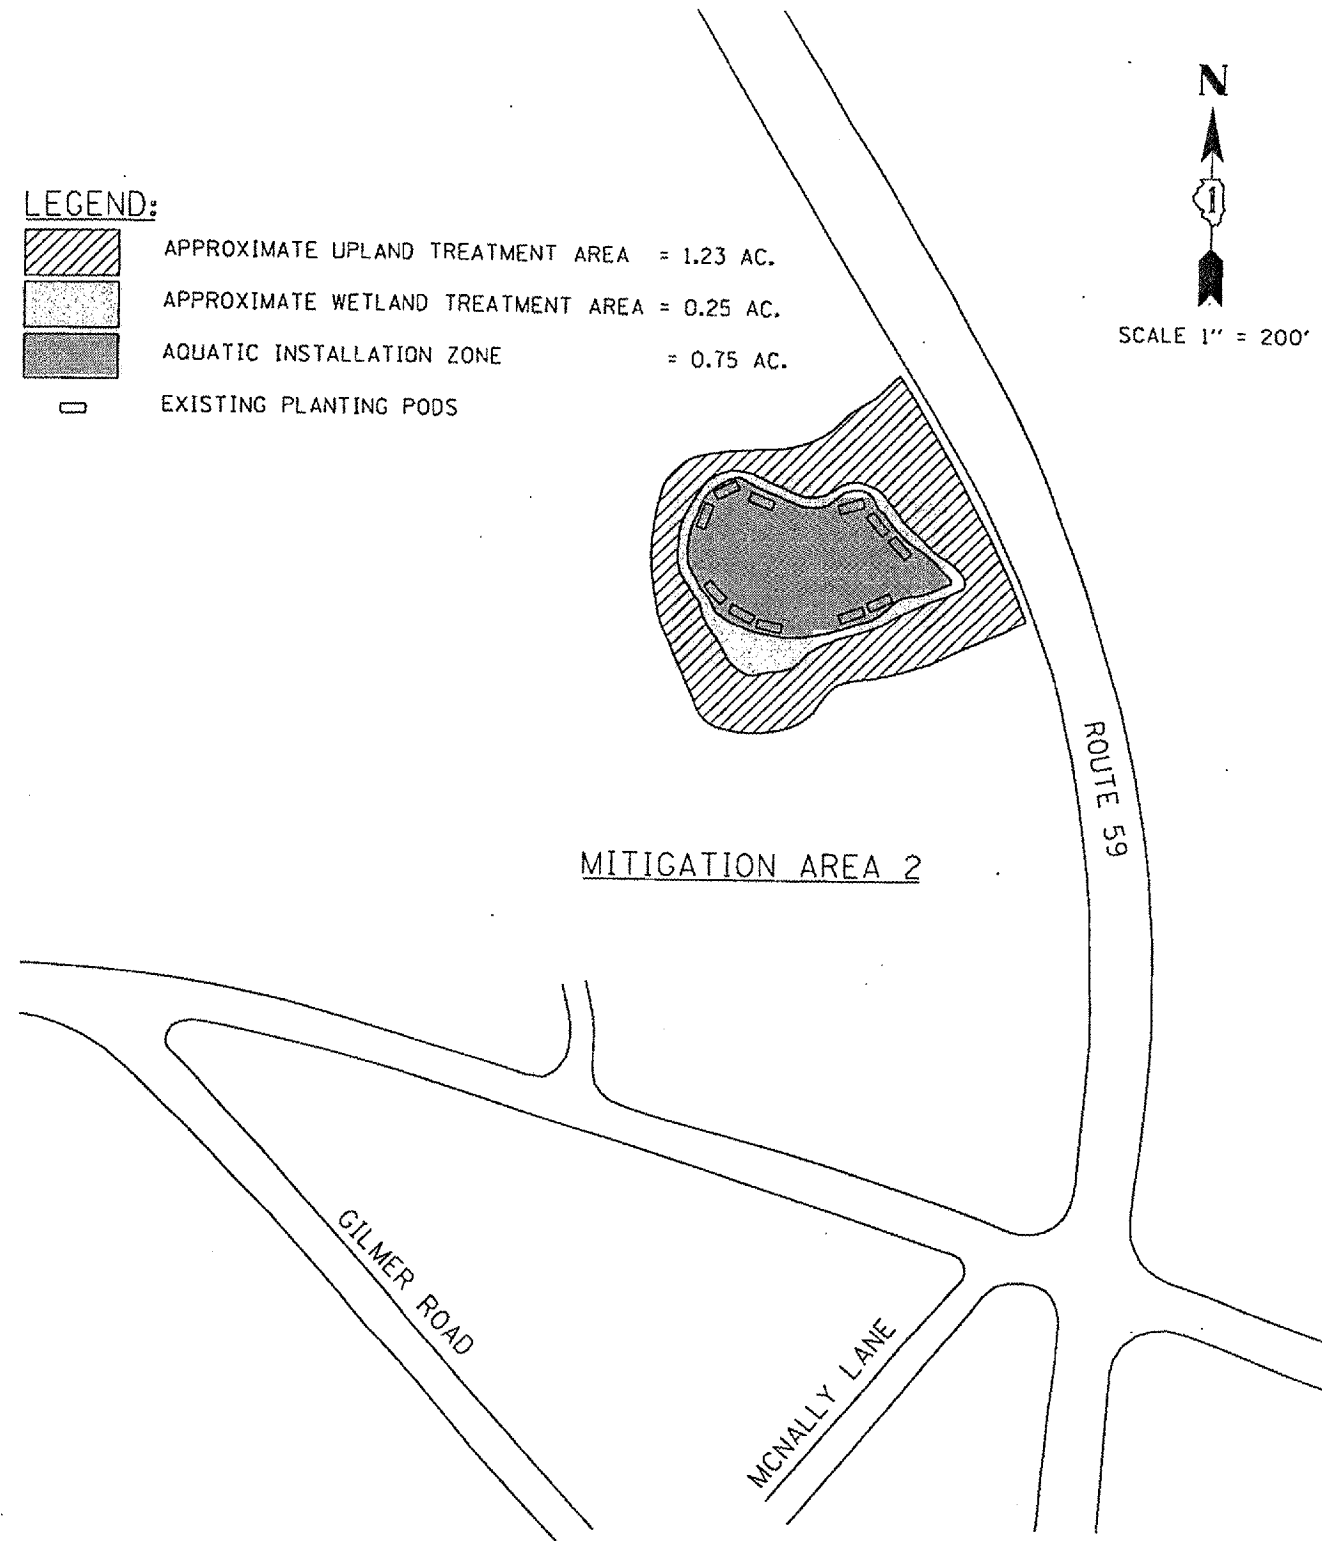 N
1
SCALE 1" = 200'
LEGEND:
APPROXIMATE UPLAND TREATMENT AREA = 1.23 AC.
APPROXIMATE WETLAND TREATMENT AREA = 0.25 AC.
AQUATIC INSTALLATION ZONE = 0.75 AC.
EXISTING PLANTING PODS
ROUTE 59
MITIGATION AREA 2
GILMER ROAD
MCNALLY LANE